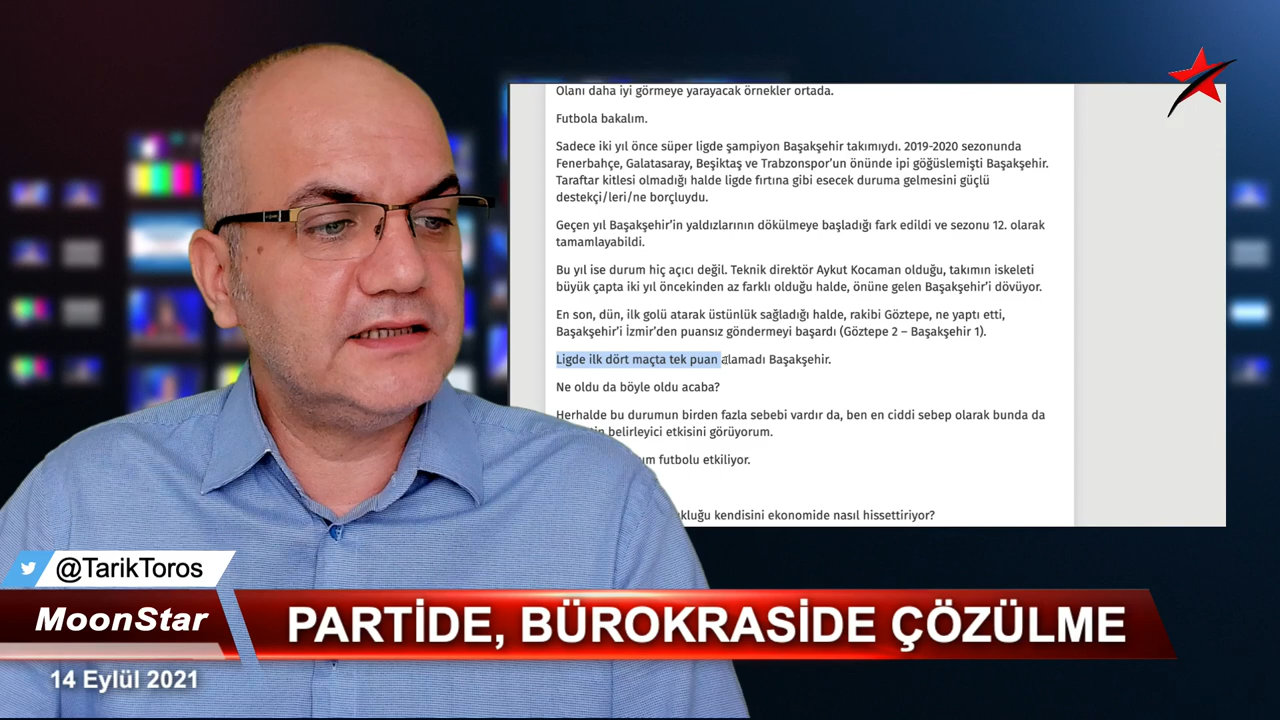 Olanı daha iyi görmeye yarayacak örnekler ortada.
Futbola bakalım.
Sadece iki yıl önce süper ligde şampiyon Başakşehir takımıydı. 2019-2020 sezonunda
Fenerbahçe, Galatasaray, Beşiktaş ve Trabzonspor'un önünde ipi göğüslemişti Başakşehir.
Taraftar kitlesi olmadığı halde ligde fırtına gibi esecek duruma gelmesini güçlü
destekçi/leri/ne borçluydu.
Geçen yıl Başakşehir'in yaldızlarının dökülmeye başladığı fark edildi ve sezonu 12. olarak
tamamlayabildi.
Bu yıl ise durum hiç açıcı değil. Teknik direktör Aykut Kocaman olduğu, takımın iskeleti
büyük çapta iki yıl öncekinden az farklı olduğu halde, önüne gelen Başakşehir'i dövüyor.
En son, dün, ilk golü atarak üstünlük sağladığı halde, rakibi Göztepe, ne yaptı etti,
Başakşehir'i İzmir'den puansız göndermeyi başardı (Göztepe 2 – Başakşehir 1).
Ligde ilk dört maçta tek puan alamadı Başakşehir.
Ne oldu da böyle oldu acaba?
Herhalde bu durumun birden fazla sebebi vardır da, ben en ciddi sebep olarak bunda da
belirleyici etkisini görüyorum.
futbolu etkiliyor.
kendisini ekonomide nasıl hissettiriyor?
@TarikToros
MoonStar
PARTİDE, BÜROKRASİDE ÇÖZÜLME
14 Eylül 2021